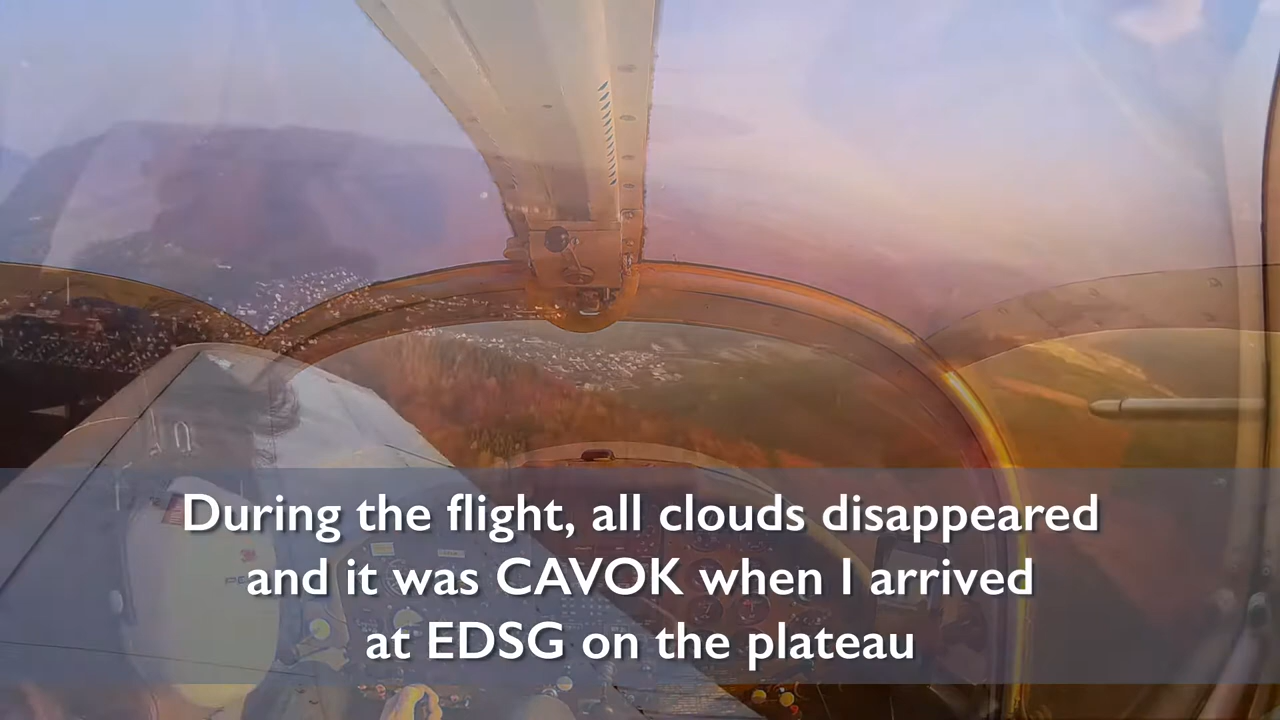 During the flight, all clouds disappeared
and it was CAVOK when I arrived
at EDSG on the plateau